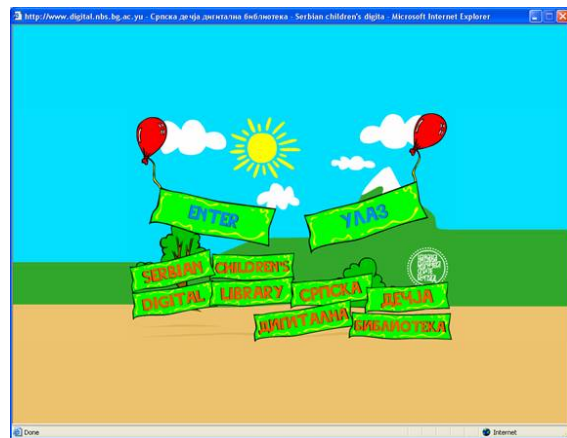 http://www.digital.nbs.bg.ac.yu - Српска дечја дигитална библиотека - Serbian children's digita - Microsoft Internet Explorer
ENTER
УЛАЗ
SERBIAN CHILDREN'S
DIGITAL LIBRARY
СРПСКА ДЕЧЈА
ДИГИТАЛНА БИБЛИОТЕКА
Done
Internet